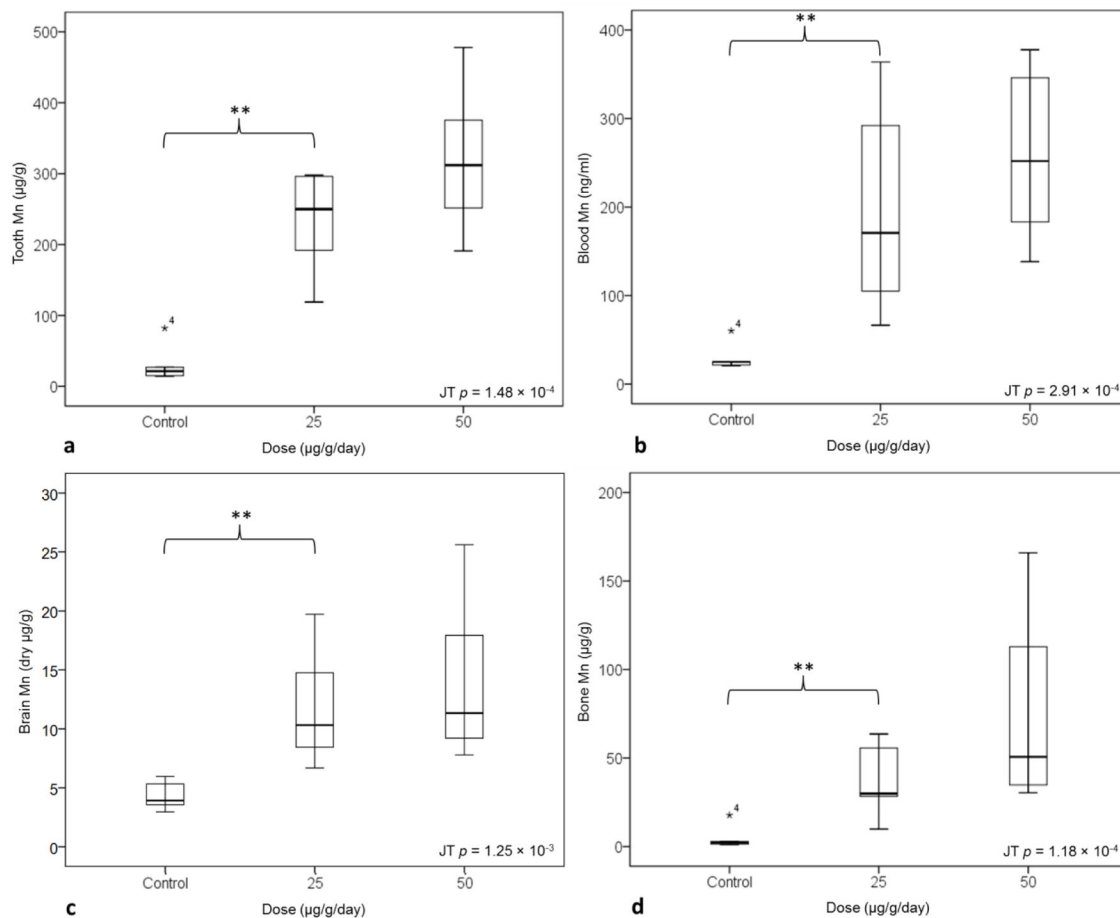 500
400
300
200
100
0
Tooth Mn (µg/g)
**
*4
JT p = 1.48 × 10-4
Control 25 50
a
Dose (µg/g/day)
400
300
200
100
0
Blood Mn (ng/ml)
**
*4
JT p = 2.91 × 10-4
Control 25 50
b
Dose (µg/g/day)
30
25
20
15
10
5
0
Brain Mn (dry µg/g)
**
JT p = 1.25 × 10-3
Control 25 50
c
Dose (µg/g/day)
200
150
100
50
0
Bone Mn (µg/g)
**
*4
JT p = 1.18 × 10-4
Control 25 50
d
Dose (µg/g/day)